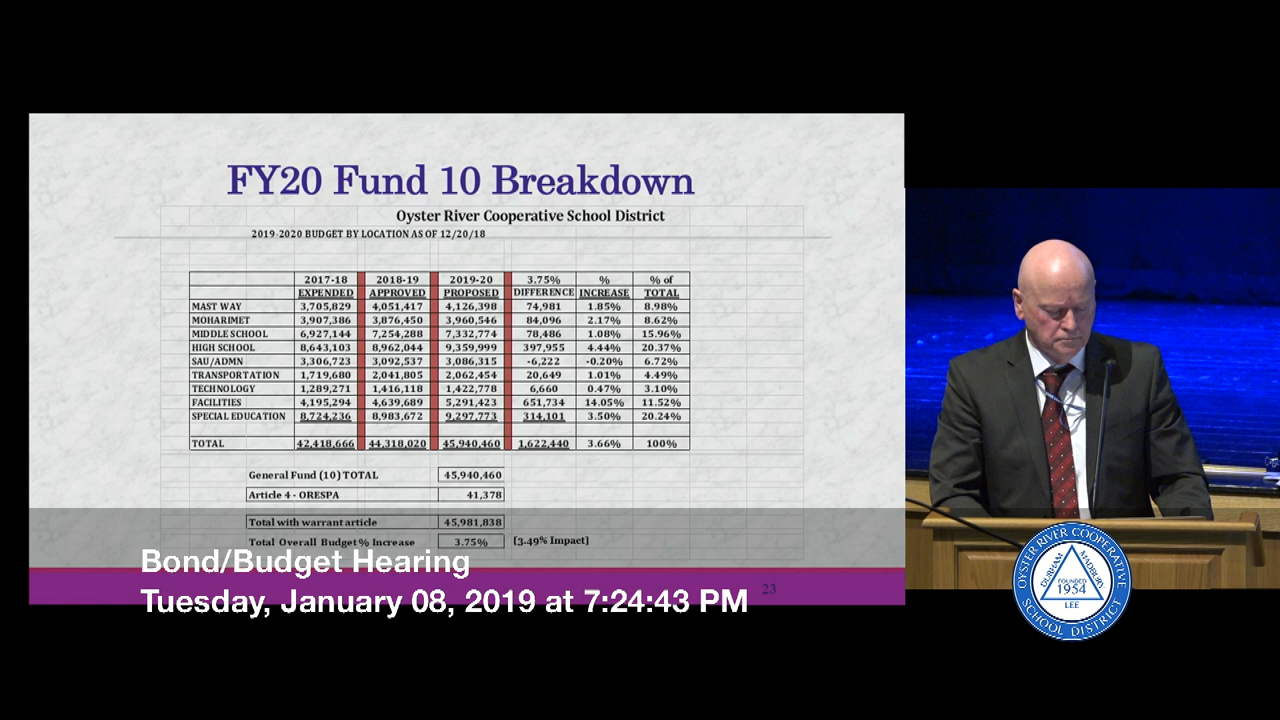 FY20 Fund 10 Breakdown
Oyster River Cooperative School District
2019-2020 BUDGET BY LOCATION AS OF 12/20/18
2017-18 2018-19 2019-20 3.75% % % of
EXPENDED APPROVED PROPOSED DIFFERENCE INCREASE TOTAL
MAST WAY 3,705,829 4,051,417 4,126,398 74,981 1.85% 8.98%
MOHARIMET 3,907,386 3,876,450 3,960,546 84,096 2.17% 8.62%
MIDDLE SCHOOL 6,927,144 7,254,288 7,332,774 78,486 1.08% 15.96%
HIGH SCHOOL 8,643,103 8,962,044 9,359,999 397,955 4.44% 20.37%
SAU/ADMN 3,306,723 3,092,537 3,086,315 -6,222 -0.20% 6.72%
TRANSPORTATION 1,719,680 2,041,805 2,062,454 20,649 1.01% 4.49%
TECHNOLOGY 1,289,271 1,416,118 1,422,778 6,660 0.47% 3.10%
FACILITIES 4,195,294 4,639,689 5,291,423 651,734 14.05% 11.52%
SPECIAL EDUCATION 8,724,236 8,983,672 9,297,773 314,101 3.50% 20.24%
TOTAL 42,418,666 44,318,020 45,940,460 1,622,440 3.66% 100%
General Fund (10) TOTAL 45,940,460
Article 4 - ORESPA 41,378
Total with warrant article 45,981,838
Total Overall Budget % Increase 3.75% [3.49% Impact]
Bond/Budget Hearing
23
Tuesday, January 08, 2019 at 7:24:43 PM
OYSTER RIVER COOPERATIVE
SCHOOL DISTRICT
DURHAM
MADBURY
FOUNDED
1954
LEE